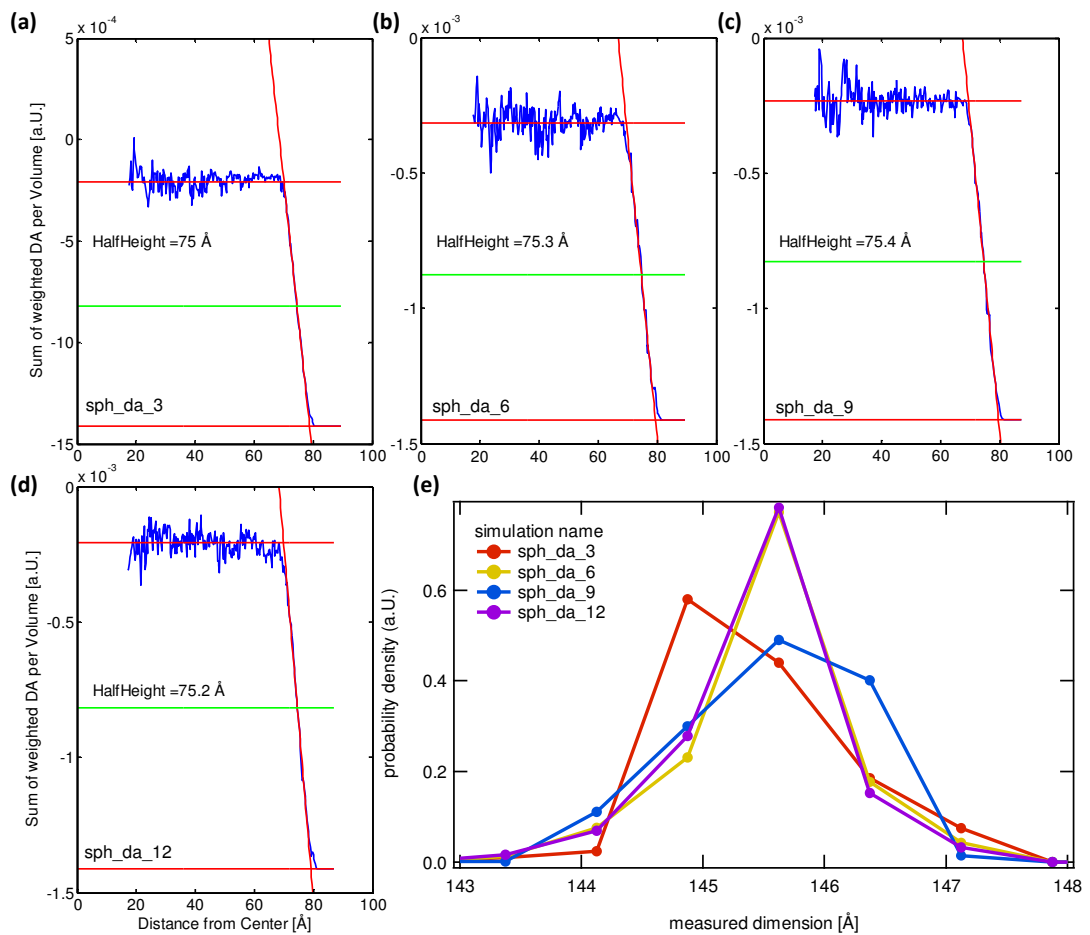 (a)
x 10⁻⁴
5
0
-5
-10
-15
0 20 40 60 80 100
Sum of weighted DA per Volume [a.U.]
HalfHeight =75 Å
sph_da_3
(b)
x 10⁻³
0
-0.5
-1
-1.5
0 20 40 60 80 100
HalfHeight =75.3 Å
sph_da_6
(c)
x 10⁻³
0
-0.5
-1
-1.5
0 20 40 60 80 100
HalfHeight =75.4 Å
sph_da_9
(d)
x 10⁻³
0
-0.5
-1
-1.5
0 20 40 60 80 100
Sum of weighted DA per Volume [a.U.]
HalfHeight =75.2 Å
sph_da_12
Distance from Center [Å]
(e)
simulation name
sph_da_3
sph_da_6
sph_da_9
sph_da_12
probability density (a.U.)
0.6
0.4
0.2
0.0
143 144 145 146 147 148
measured dimension [Å]